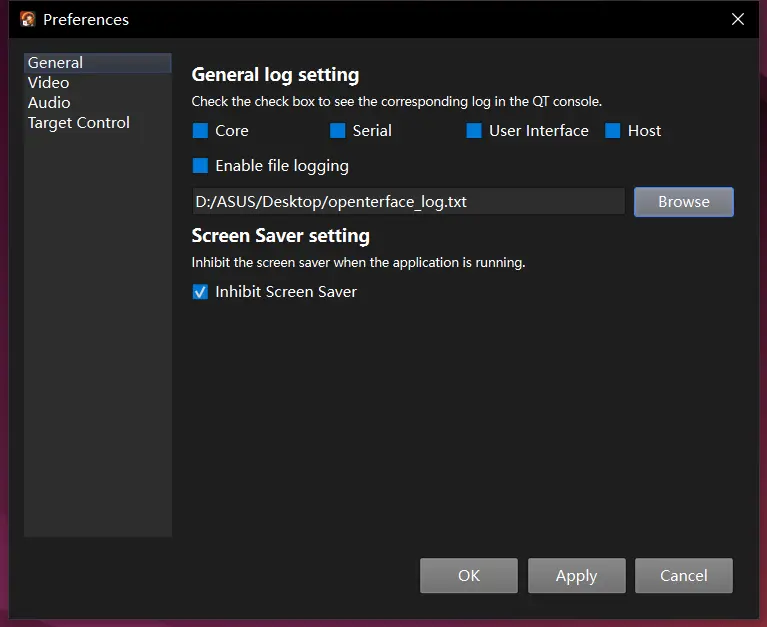 Preferences
General
Video
Audio
Target Control
General log setting
Check the check box to see the corresponding log in the QT console.
Core Serial User Interface Host
Enable file logging
D:/ASUS/Desktop/openterface_log.txt Browse
Screen Saver setting
Inhibit the screen saver when the application is running.
Inhibit Screen Saver
OK Apply Cancel